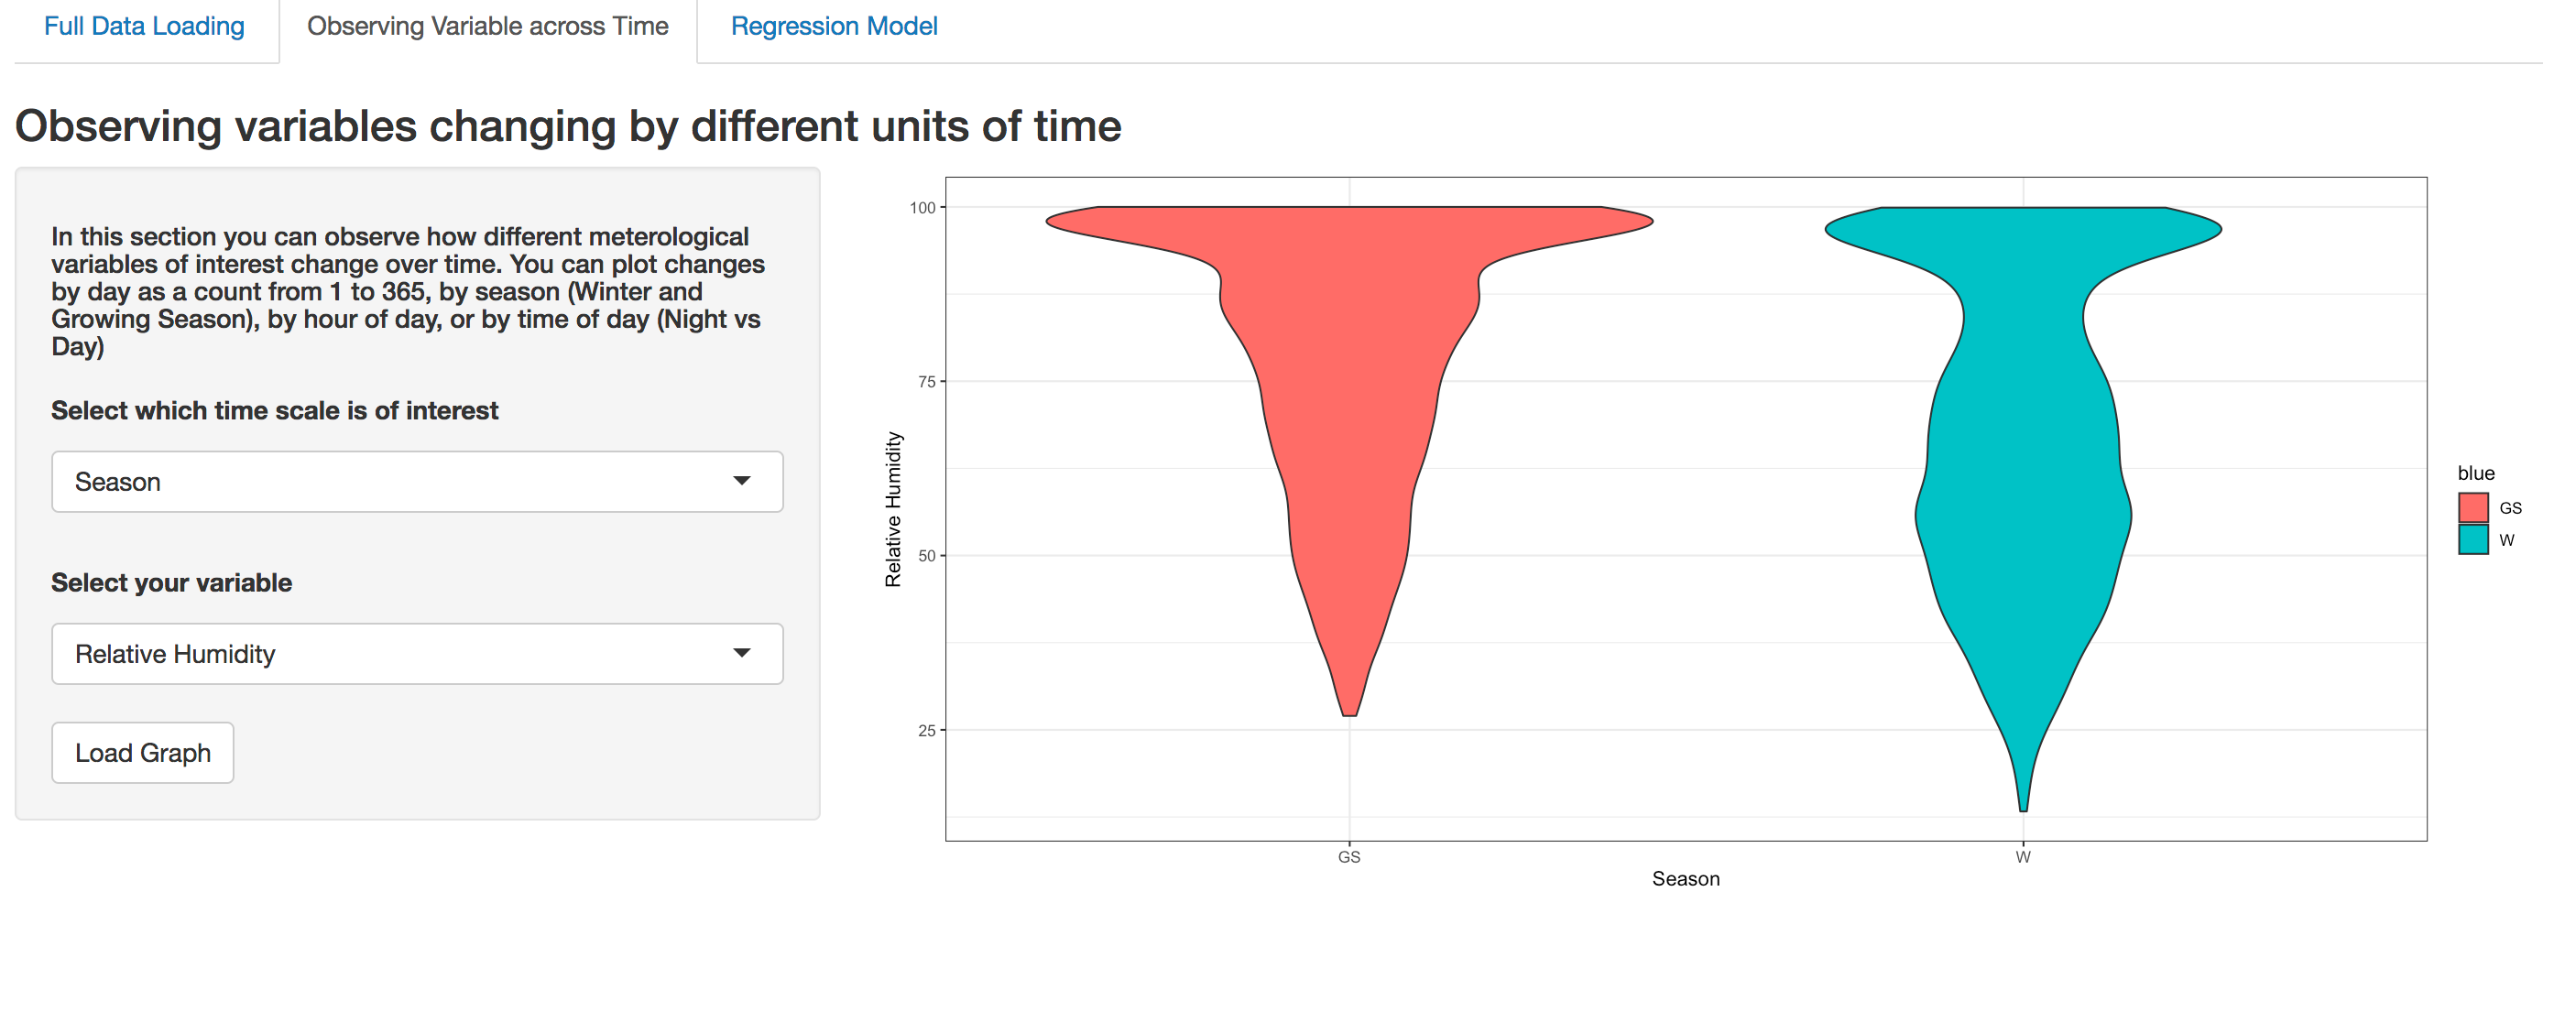 Full Data Loading
Observing Variable across Time
Regression Model
Observing variables changing by different units of time
In this section you can observe how different meterological
variables of interest change over time. You can plot changes
by day as a count from 1 to 365, by season (Winter and
Growing Season), by hour of day, or by time of day (Night vs
Day)
Select which time scale is of interest
Season
Select your variable
Relative Humidity
Load Graph
Relative Humidity
100
75
50
25
GS
W
Season
blue
GS
W